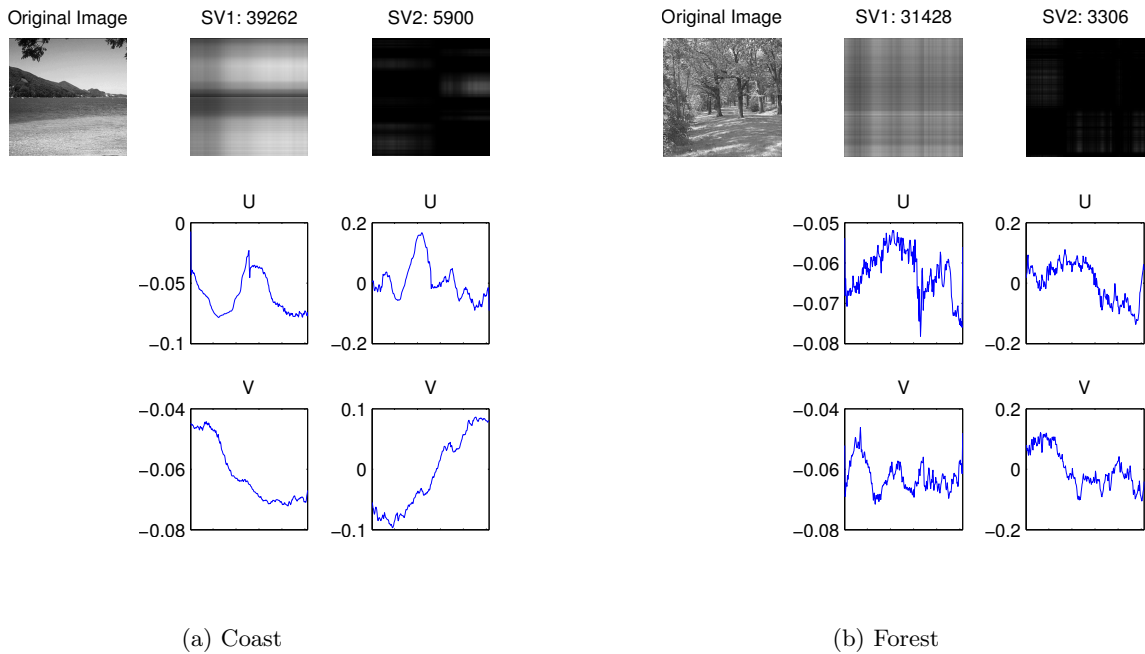 Original Image SV1: 39262 SV2: 5900
U U
0 0.2
−0.05 0
−0.1 −0.2
V V
−0.04 0.1
−0.06 0
−0.08 −0.1
(a) Coast
Original Image SV1: 31428 SV2: 3306
U U
−0.05 0.2
−0.06 0
−0.07
−0.08 −0.2
V V
−0.04 0.2
−0.06 0
−0.08 −0.2
(b) Forest